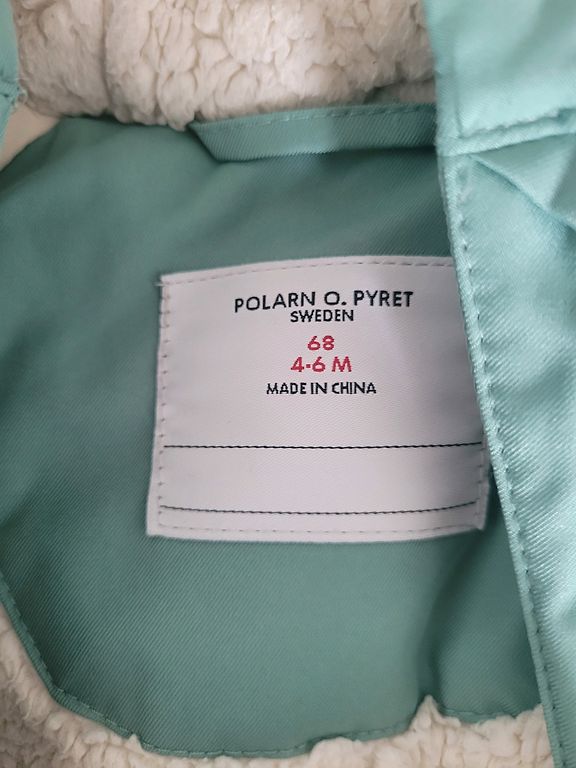 POLARN O. PYRET
SWEDEN
68
4-6 M
MADE IN CHINA